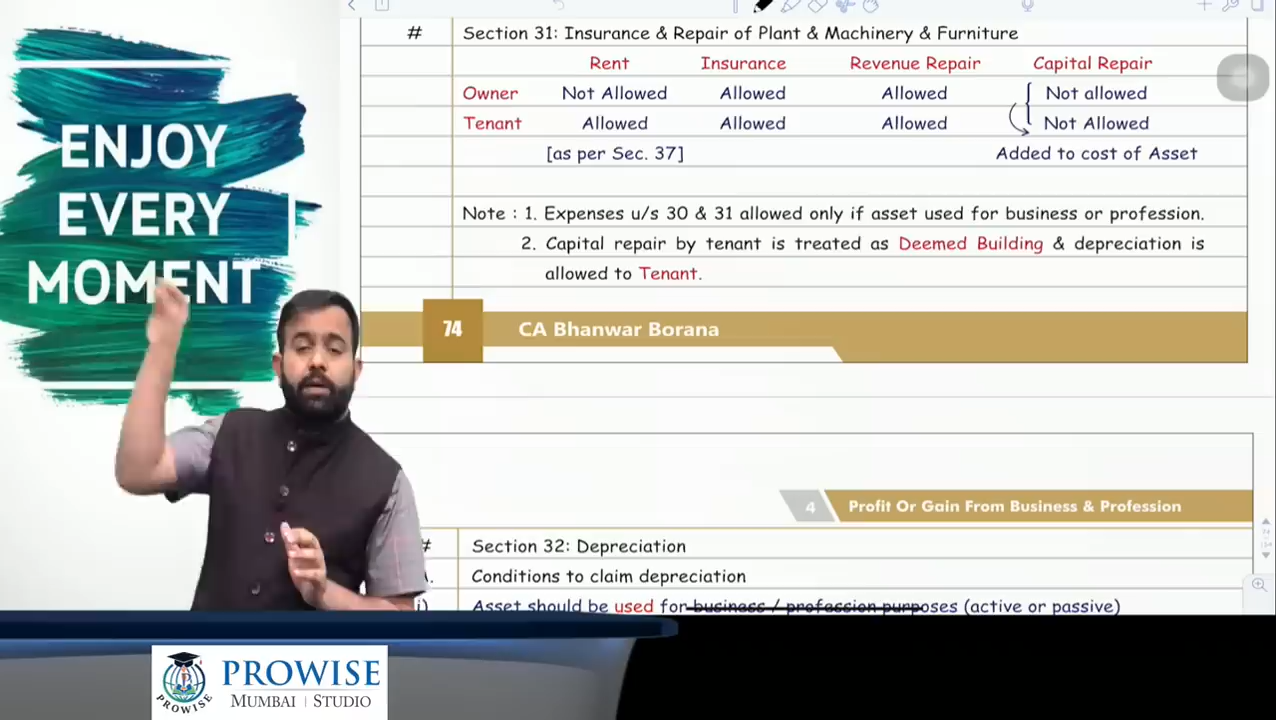 ENJOY
EVERY
MOMENT
# Section 31: Insurance & Repair of Plant & Machinery & Furniture
Rent Insurance Revenue Repair Capital Repair
Owner Not Allowed Allowed Allowed Not allowed
Tenant Allowed Allowed Allowed Not Allowed
[as per Sec. 37] Added to cost of Asset
Note : 1. Expenses u/s 30 & 31 allowed only if asset used for business or profession.
2. Capital repair by tenant is treated as Deemed Building & depreciation is
allowed to Tenant.
74 CA Bhanwar Borana
4 Profit Or Gain From Business & Profession
# Section 32: Depreciation
Conditions to claim depreciation
i) Asset should be used for business / profession purposes (active or passive)
PROWISE
MUMBAI | STUDIO
PROWISE